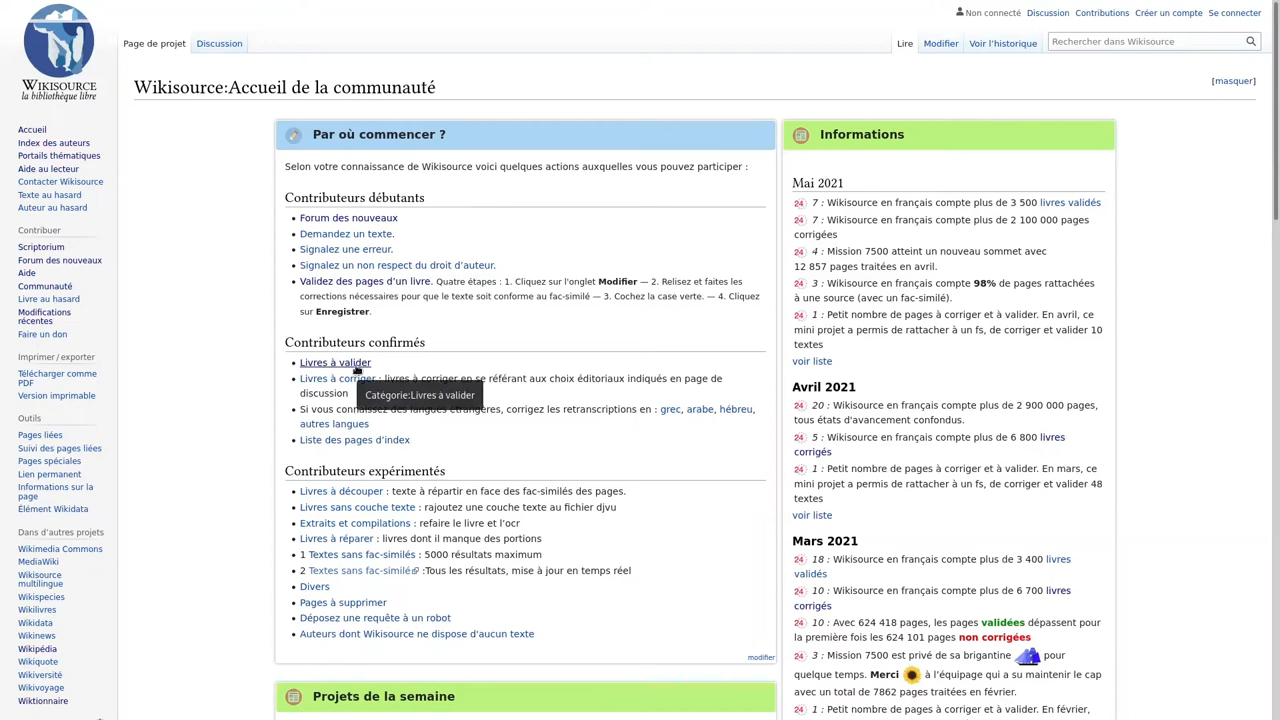 Non connecté Discussion Contributions Créer un compte Se connecter
Page de projet Discussion
Lire Modifier Voir l’historique Rechercher dans Wikisource
WIKISOURCE
la bibliothèque libre
Accueil
Index des auteurs
Portails thématiques
Aide au lecteur
Contacter Wikisource
Texte au hasard
Auteur au hasard
Contribuer
Scriptorium
Forum des nouveaux
Aide
Communauté
Livre au hasard
Modifications
récentes
Faire un don
Imprimer / exporter
Télécharger comme
PDF
Version imprimable
Outils
Pages liées
Suivi des pages liées
Pages spéciales
Lien permanent
Informations sur la
page
Élément Wikidata
Dans d’autres projets
Wikimedia Commons
MediaWiki
Wikisource
multilingue
Wikispecies
Wikilivres
Wikidata
Wikinews
Wikipédia
Wikiquote
Wikiversité
Wikivoyage
Wiktionnaire
Wikisource:Accueil de la communauté
[masquer]
Par où commencer ?
Selon votre connaissance de Wikisource voici quelques actions auxquelles vous pouvez participer :
Contributeurs débutants
• Forum des nouveaux
• Demandez un texte.
• Signalez une erreur.
• Signalez un non respect du droit d’auteur.
• Validez des pages d’un livre. Quatre étapes : 1. Cliquez sur l'onglet Modifier — 2. Relisez et faites les
corrections nécessaires pour que le texte soit conforme au fac-similé — 3. Cochez la case verte. — 4. Cliquez
sur Enregistrer.
Contributeurs confirmés
• Livres à valider
• Livres à corriger : livres à corriger en se référant aux choix éditoriaux indiqués en page de
discussion
Catégorie:Livres à valider
• Si vous connaissez des langues étrangères, corrigez les retranscriptions en : grec, arabe, hébreu,
autres langues
• Liste des pages d’index
Contributeurs expérimentés
• Livres à découper : texte à répartir en face des fac-similés des pages.
• Livres sans couche texte : rajoutez une couche texte au fichier djvu
• Extraits et compilations : refaire le livre et l’ocr
• Livres à réparer : livres dont il manque des portions
• 1 Textes sans fac-similés : 5000 résultats maximum
• 2 Textes sans fac-similé :Tous les résultats, mise à jour en temps réel
• Divers
• Pages à supprimer
• Déposez une requête à un robot
• Auteurs dont Wikisource ne dispose d’aucun texte
modifier
Projets de la semaine
Informations
Mai 2021
24 7 : Wikisource en français compte plus de 3 500 livres validés
24 7 : Wikisource en français compte plus de 2 100 000 pages
corrigées
24 4 : Mission 7500 atteint un nouveau sommet avec
12 857 pages traitées en avril.
24 3 : Wikisource en français compte 98% de pages rattachées
à une source (avec un fac-similé).
24 1 : Petit nombre de pages à corriger et à valider. En avril, ce
mini projet a permis de rattacher à un fs, de corriger et valider 10
textes
voir liste
Avril 2021
24 20 : Wikisource en français compte plus de 2 900 000 pages,
tous états d'avancement confondus.
24 5 : Wikisource en français compte plus de 6 800 livres
corrigés
24 1 : Petit nombre de pages à corriger et à valider. En mars, ce
mini projet a permis de rattacher à un fs, de corriger et valider 48
textes
voir liste
Mars 2021
24 18 : Wikisource en français compte plus de 3 400 livres
validés
24 10 : Wikisource en français compte plus de 6 700 livres
corrigés
24 10 : Avec 624 418 pages, les pages validées dépassent pour
la première fois les 624 101 pages non corrigées
24 3 : Mission 7500 est privé de sa brigantine pour
quelque temps. Merci à l’équipage qui a su maintenir le cap
avec un total de 7862 pages traitées en février.
24 1 : Petit nombre de pages à corriger et à valider. En février,